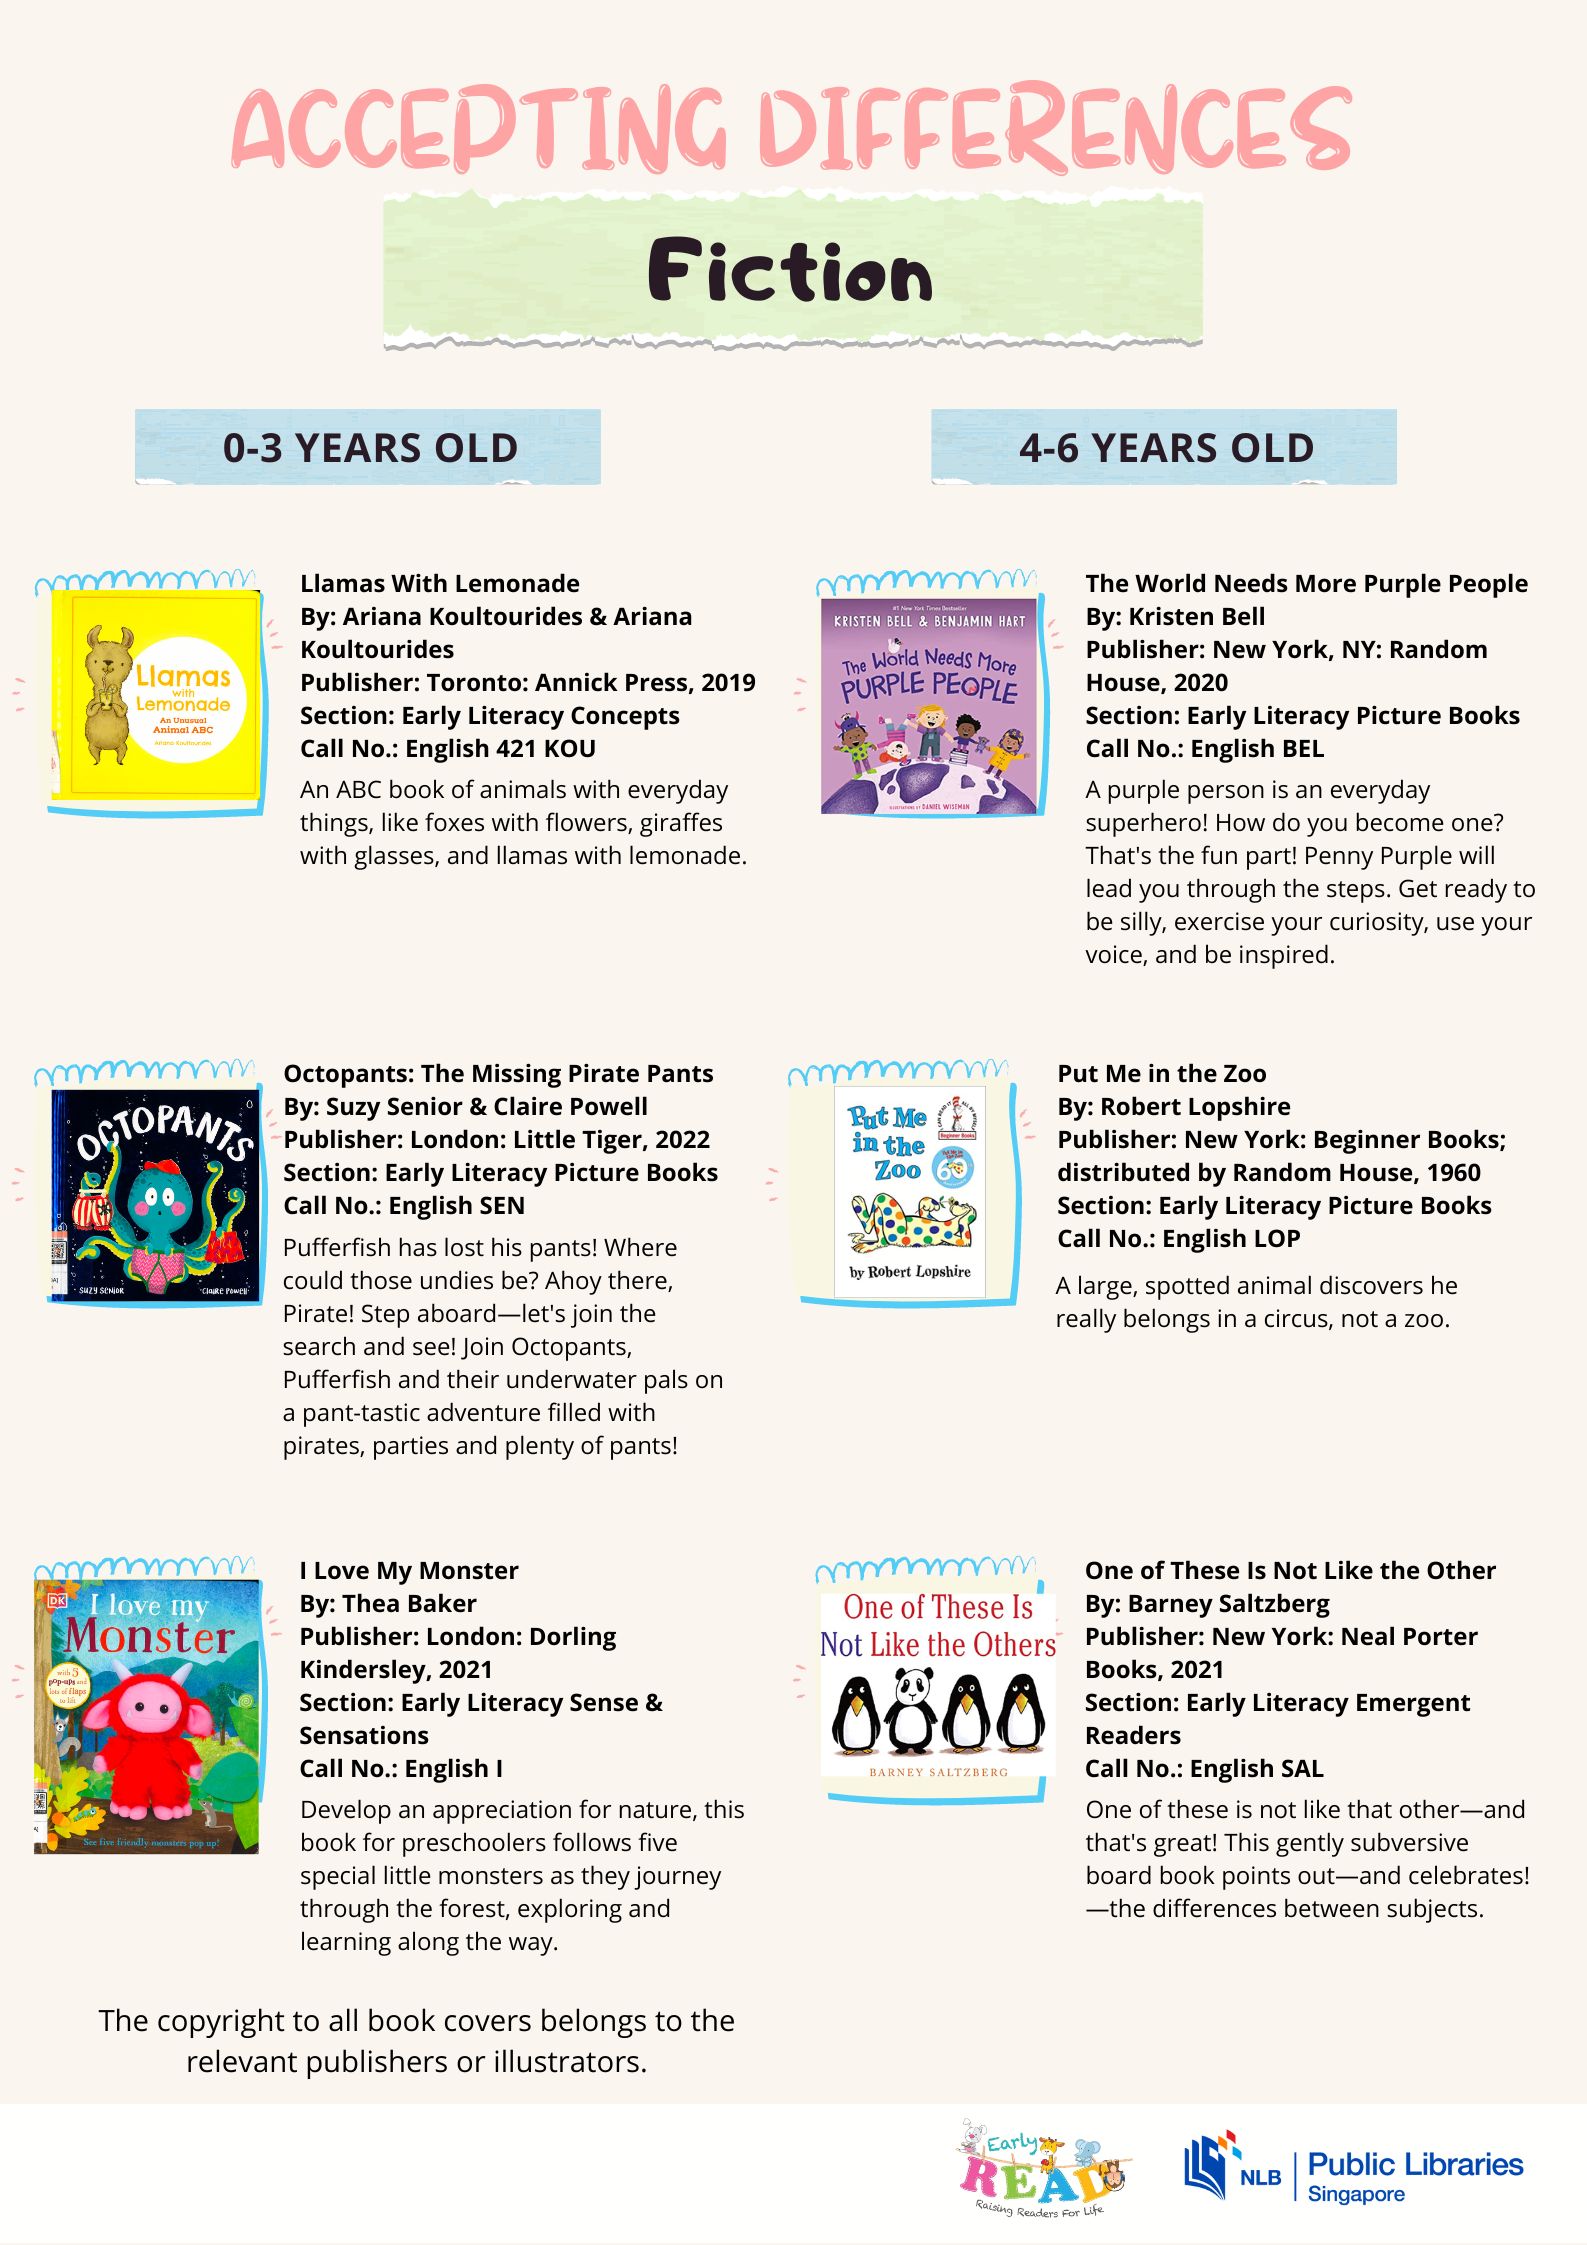 ACCEPTING DIFFERENCES
Fiction
0-3 YEARS OLD
Llamas
with
Lemonade
An Unusual
Animal ABC
Ariana Koultourides
Llamas With Lemonade
By: Ariana Koultourides & Ariana
Koultourides
Publisher: Toronto: Annick Press, 2019
Section: Early Literacy Concepts
Call No.: English 421 KOU
An ABC book of animals with everyday
things, like foxes with flowers, giraffes
with glasses, and llamas with lemonade.
OCTOPANTS
SUZY SENIOR
CLAIRE POWELL
Octopants: The Missing Pirate Pants
By: Suzy Senior & Claire Powell
Publisher: London: Little Tiger, 2022
Section: Early Literacy Picture Books
Call No.: English SEN
Pufferfish has lost his pants! Where
could those undies be? Ahoy there,
Pirate! Step aboard—let's join the
search and see! Join Octopants,
Pufferfish and their underwater pals on
a pant-tastic adventure filled with
pirates, parties and plenty of pants!
DK
I love my
Monster
with 5
pop-ups and
lots of flaps
to lift
See five friendly monsters pop up!
I Love My Monster
By: Thea Baker
Publisher: London: Dorling
Kindersley, 2021
Section: Early Literacy Sense &
Sensations
Call No.: English I
Develop an appreciation for nature, this
book for preschoolers follows five
special little monsters as they journey
through the forest, exploring and
learning along the way.
4-6 YEARS OLD
#1 New York Times Bestseller
KRISTEN BELL & BENJAMIN HART
The World Needs More
PURPLE PEOPLE
ILLUSTRATIONS BY DANIEL WISEMAN
The World Needs More Purple People
By: Kristen Bell
Publisher: New York, NY: Random
House, 2020
Section: Early Literacy Picture Books
Call No.: English BEL
A purple person is an everyday
superhero! How do you become one?
That's the fun part! Penny Purple will
lead you through the steps. Get ready to
be silly, exercise your curiosity, use your
voice, and be inspired.
Put Me
in the
Zoo
I CAN READ IT ALL BY MYSELF
Beginner Books
60
by Robert Lopshire
Put Me in the Zoo
By: Robert Lopshire
Publisher: New York: Beginner Books;
distributed by Random House, 1960
Section: Early Literacy Picture Books
Call No.: English LOP
A large, spotted animal discovers he
really belongs in a circus, not a zoo.
One of These Is
Not Like the Others
BARNEY SALTZBERG
One of These Is Not Like the Other
By: Barney Saltzberg
Publisher: New York: Neal Porter
Books, 2021
Section: Early Literacy Emergent
Readers
Call No.: English SAL
One of these is not like that other—and
that's great! This gently subversive
board book points out—and celebrates!
—the differences between subjects.
The copyright to all book covers belongs to the
relevant publishers or illustrators.
Early
READ
Raising Readers For Life
NLB
Public Libraries
Singapore